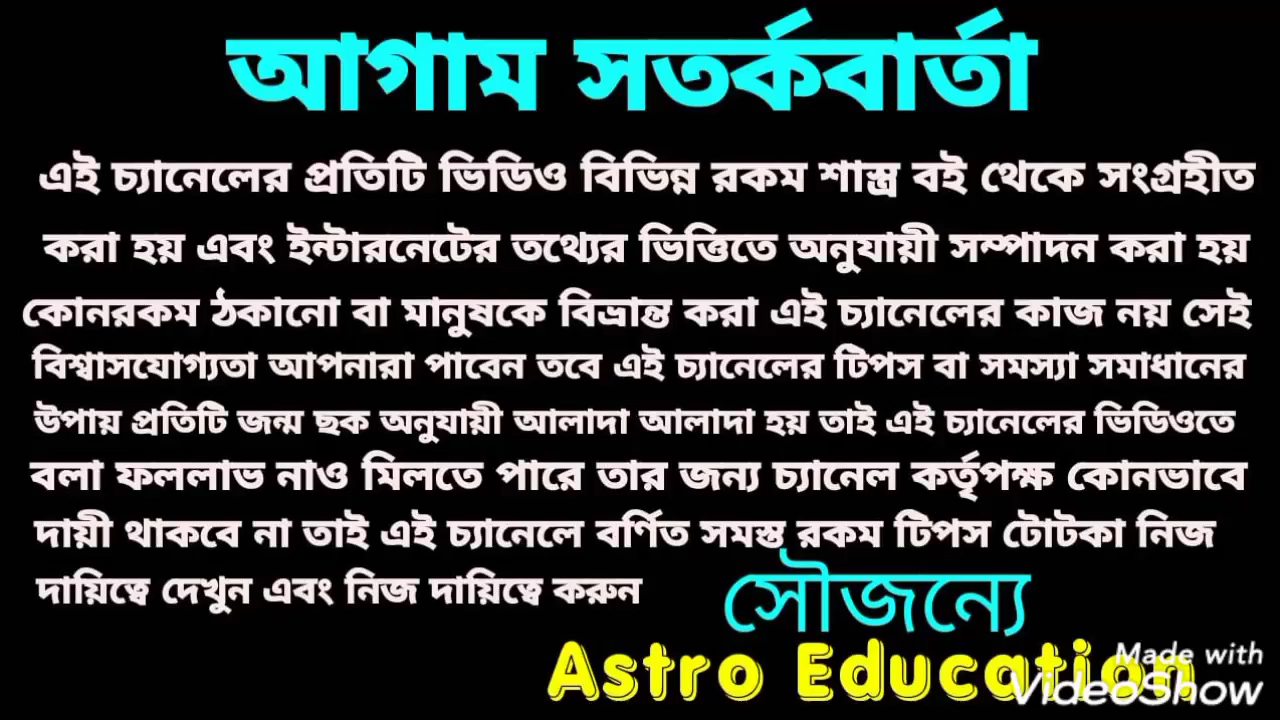 আগাম সতর্কবার্তা
এই চ্যানেলের প্রতিটি ভিডিও বিভিন্ন রকম শাস্ত্র বই থেকে সংগ্রহীত
করা হয় এবং ইন্টারনেটের তথ্যের ভিত্তিতে অনুযায়ী সম্পাদন করা হয়
কোনরকম ঠকানো বা মানুষকে বিভ্রান্ত করা এই চ্যানেলের কাজ নয় সেই
বিশ্বাসযোগ্যতা আপনারা পাবেন তবে এই চ্যানেলের টিপস বা সমস্যা সমাধানের
উপায় প্রতিটি জন্ম ছক অনুযায়ী আলাদা আলাদা হয় তাই এই চ্যানেলের ভিডিওতে
বলা ফললাভ নাও মিলতে পারে তার জন্য চ্যানেল কর্তৃপক্ষ কোনভাবে
দায়ী থাকবে না তাই এই চ্যানেলে বর্ণিত সমস্ত রকম টিপস টোটকা নিজ
দায়িত্বে দেখুন এবং নিজ দায়িত্বে করুন
সৌজন্যে
Astro Education
Made with
VideoShow